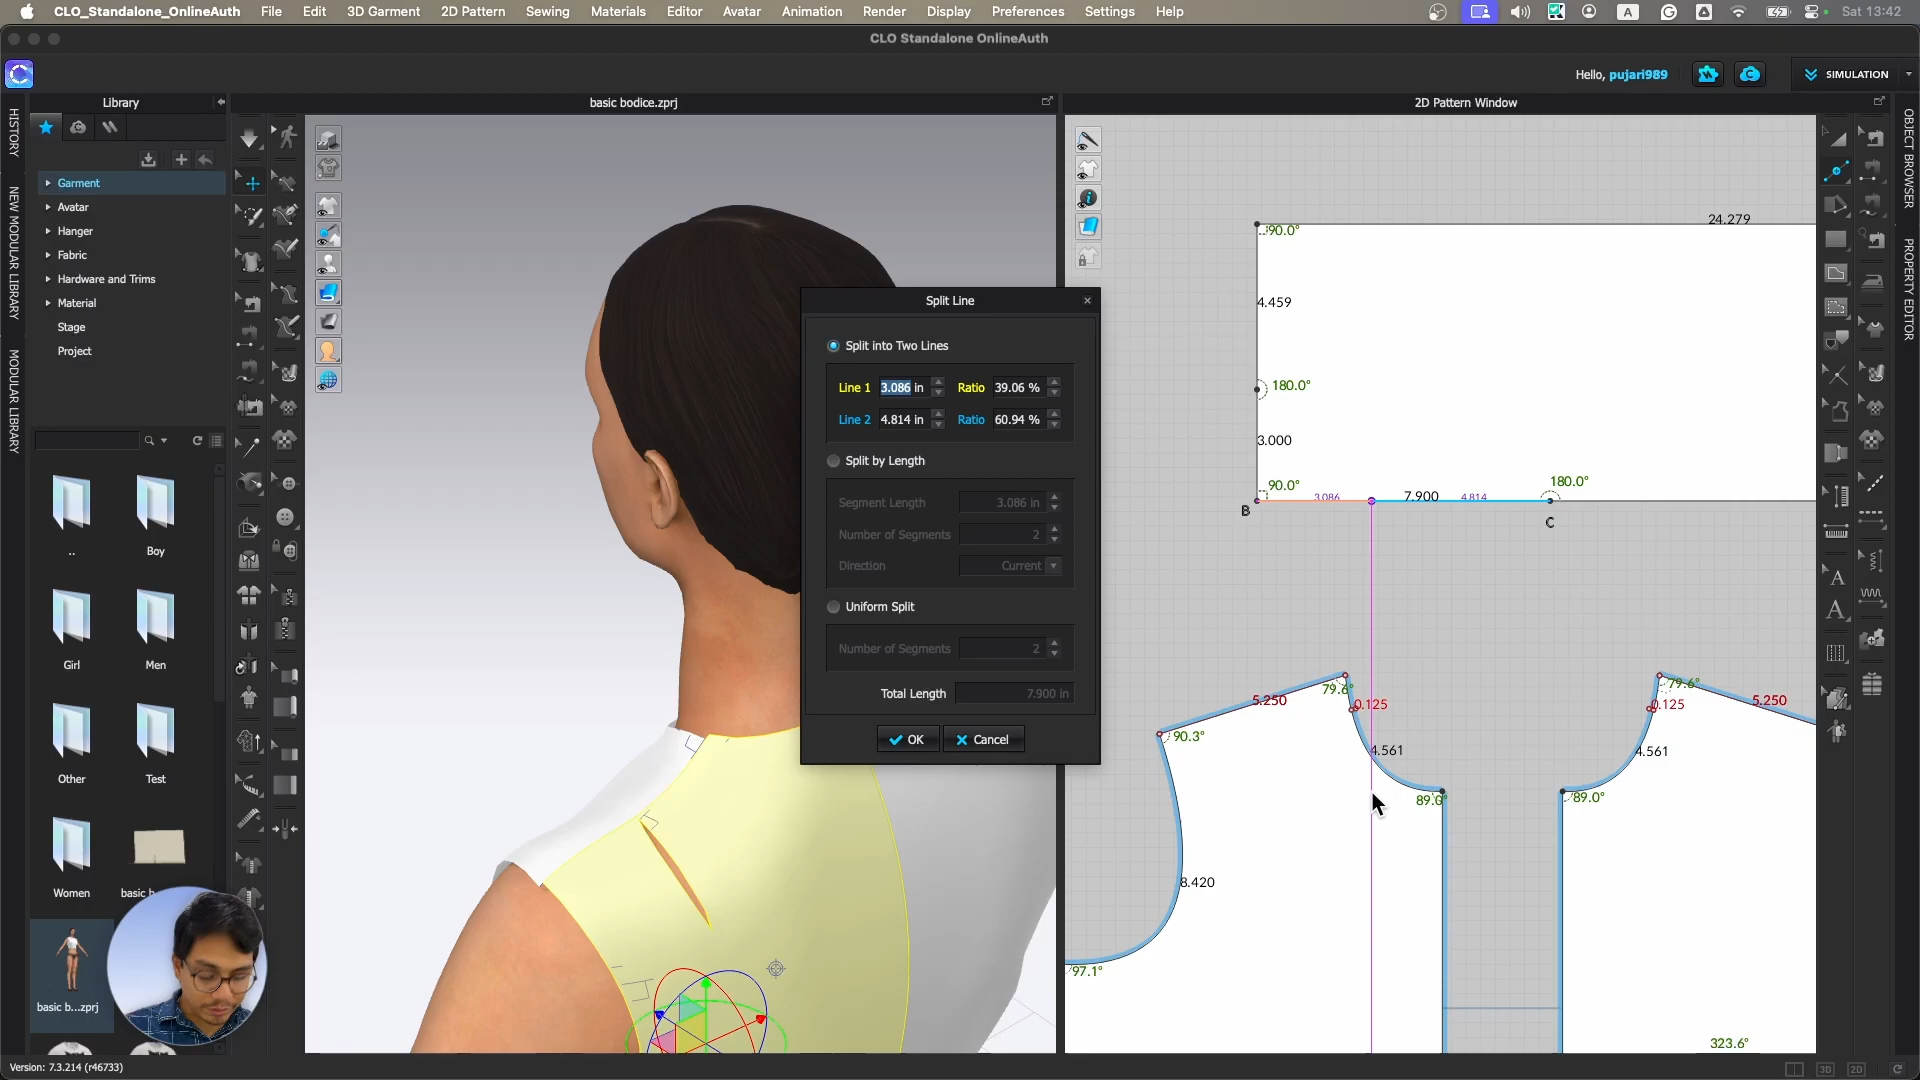 CLO_Standalone_OnlineAuth File Edit 3D Garment 2D Pattern Sewing Materials Editor Avatar Animation Render Display Preferences Settings Help A Sat 13:42
CLO Standalone OnlineAuth
Hello, pujari989 SIMULATION
Library
basic bodice.zprj
2D Pattern Window
HISTORY
NEW MODULAR LIBRARY
MODULAR LIBRARY
OBJECT BROWSER
PROPERTY EDITOR
Garment
Avatar
Hanger
Fabric
Hardware and Trims
Material
Stage
Project
..
Boy
Girl
Men
Other
Test
Women
basic b
basic b...zprj
Split Line
Split into Two Lines
Line 1 3.086 in Ratio 39.06 %
Line 2 4.814 in Ratio 60.94 %
Split by Length
Segment Length 3.086 in
Number of Segments 2
Direction Current
Uniform Split
Number of Segments 2
Total Length 7.900 in
OK Cancel
24.279
90.0°
4.459
180.0°
3.000
90.0°
180.0°
3.086 7.900 4.814
B
C
79.6°
79.6°
5.250
0.125
0.125
5.250
90.3°
4.561
4.561
89.0°
89.0°
8.420
97.1°
323.6°
A
A
3D 2D
Version: 7.3.214 (r46733)